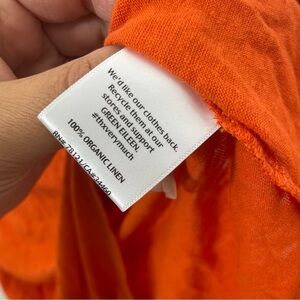 We'd like our clothes back.
Recycle them at our
stores and support
GREEN EILEEN.
#thxverymuch
100% ORGANIC LINEN